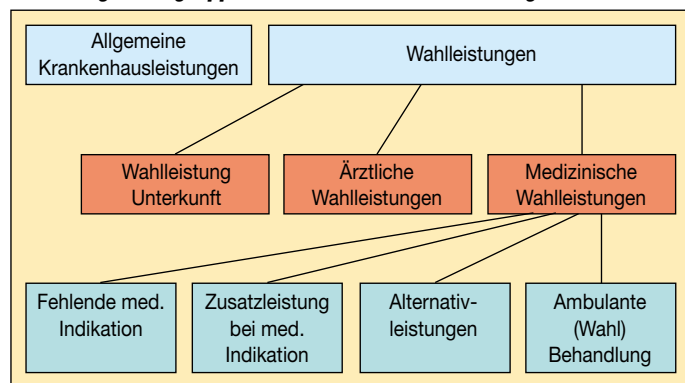 Allgemeine
Krankenhausleistungen
Wahlleistungen
Wahlleistung
Unterkunft
Ärztliche
Wahlleistungen
Medizinische
Wahlleistungen
Fehlende med.
Indikation
Zusatzleistung
bei med.
Indikation
Alternativ-
leistungen
Ambulante
(Wahl)
Behandlung